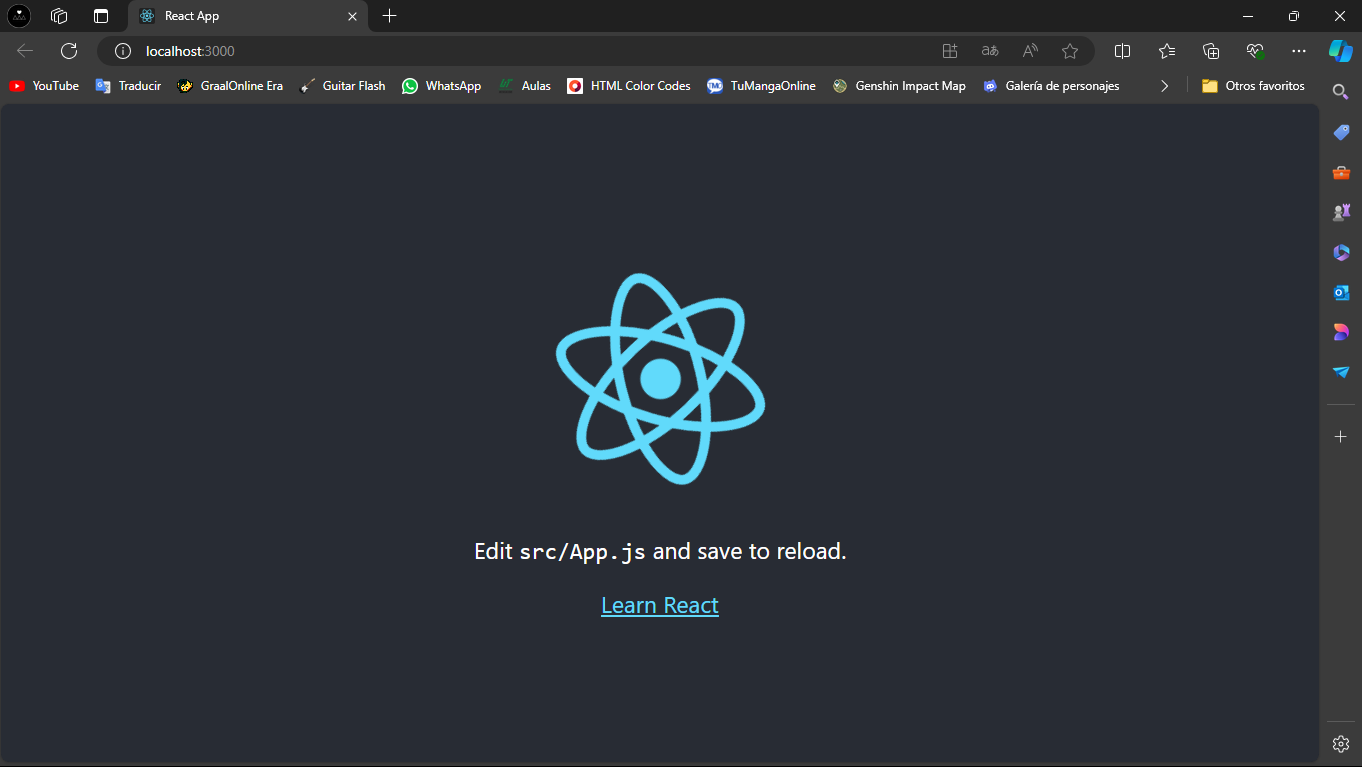 React App
localhost:3000
YouTube
Traducir
GraalOnline Era
Guitar Flash
WhatsApp
Aulas
HTML Color Codes
TuMangaOnline
Genshin Impact Map
Galería de personajes
Otros favoritos
Edit src/App.js and save to reload.
Learn React